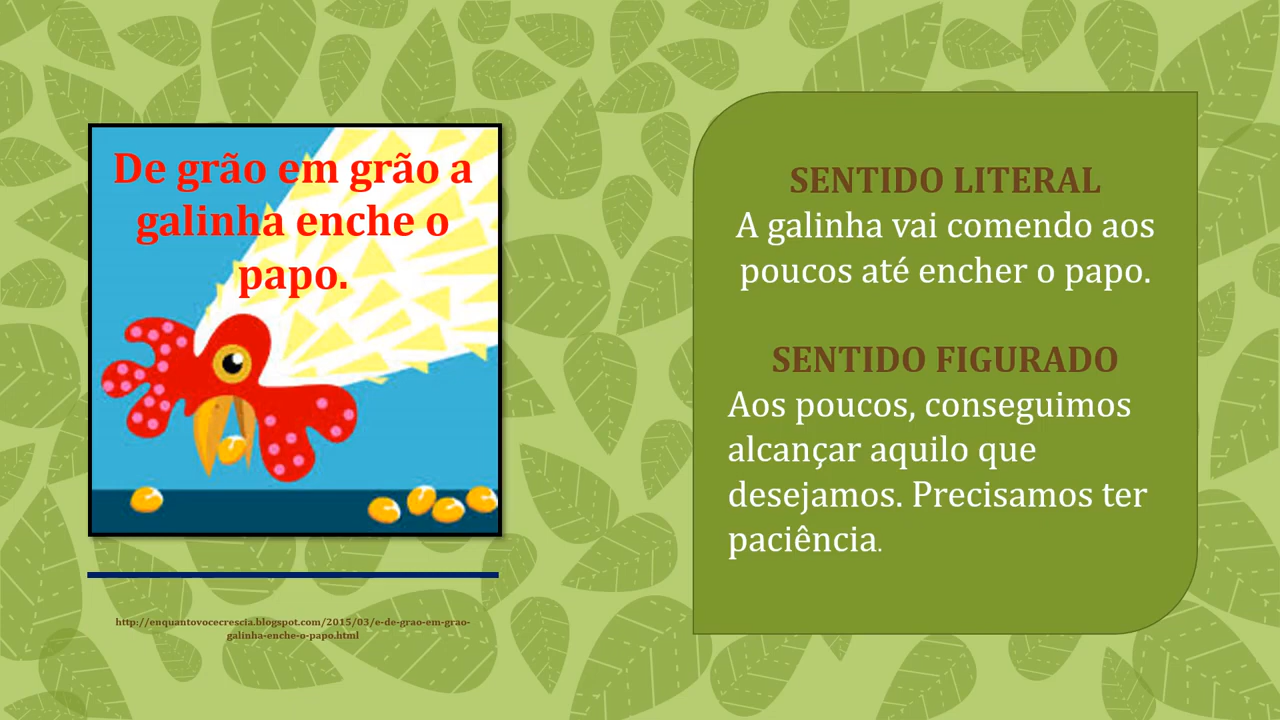 De grão em grão a
galinha enche o
papo.
http://enquantovocecrescia.blogspot.com/2015/03/e-de-grao-em-grao-
galinha-enche-o-papo.html
SENTIDO LITERAL
A galinha vai comendo aos
poucos até encher o papo.
SENTIDO FIGURADO
Aos poucos, conseguimos
alcançar aquilo que
desejamos. Precisamos ter
paciência.